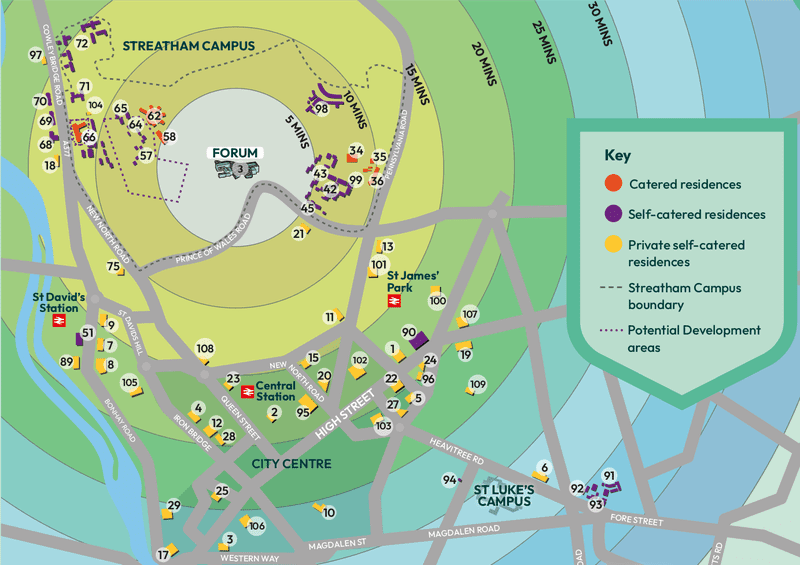 STREATHAM CAMPUS
30 MINS
25 MINS
20 MINS
15 MINS
10 MINS
5 MINS
72
97
COWLEY BRIDGE ROAD
71
70
104
65
62
69
64
98
68
66
58
A377
18
57
FORUM
3
34
35
43
99
36
42
PENNSYLVANIA ROAD
45
21
NEW NORTH ROAD
PRINCE OF WALES ROAD
13
101
75
St James'
Park
100
St David's
Station
ST DAVIDS HILL
9
51
7
89
8
105
BONHAY ROAD
11
107
90
108
15
102
1
24
19
NEW NORTH ROAD
20
23
Central
Station
22
96
109
5
27
95
2
4
12
28
IRON BRIDGE
QUEEN STREET
HIGH STREET
103
HEAVITREE ROAD
CITY CENTRE
25
29
10
106
3
17
WESTERN WAY
MAGDALEN ST
MAGDALEN ROAD
94
ST LUKE'S
CAMPUS
6
92
91
93
FORE STREET
OAD
TS RD
Key
Catered residences
Self-catered residences
Private self-catered
residences
Streatham Campus
boundary
Potential Development
areas